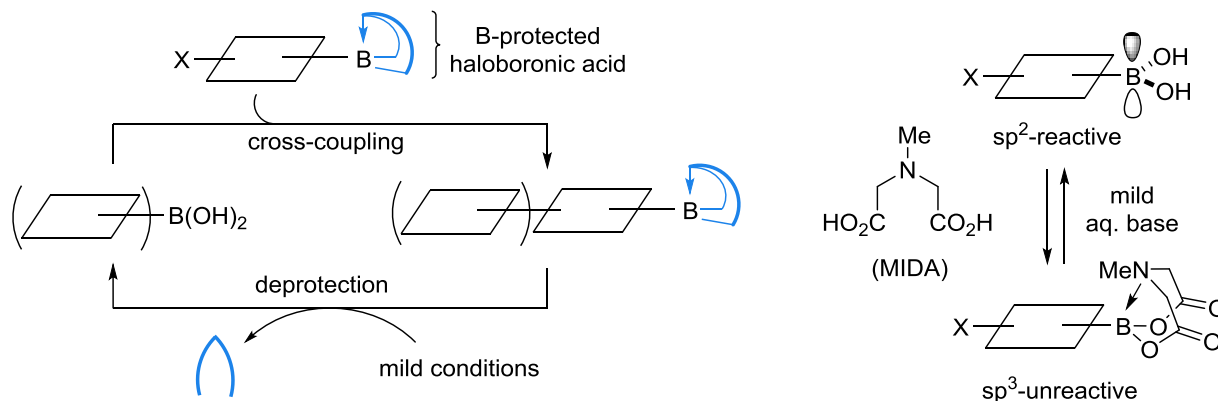 B-protected
haloboronic acid
X
B
cross-coupling
B(OH)₂
B
deprotection
mild conditions
X
B
OH
OH
sp²-reactive
Me
N
HO₂C
CO₂H
(MIDA)
mild
aq. base
MeN
O
X
B
O
O
O
sp³-unreactive